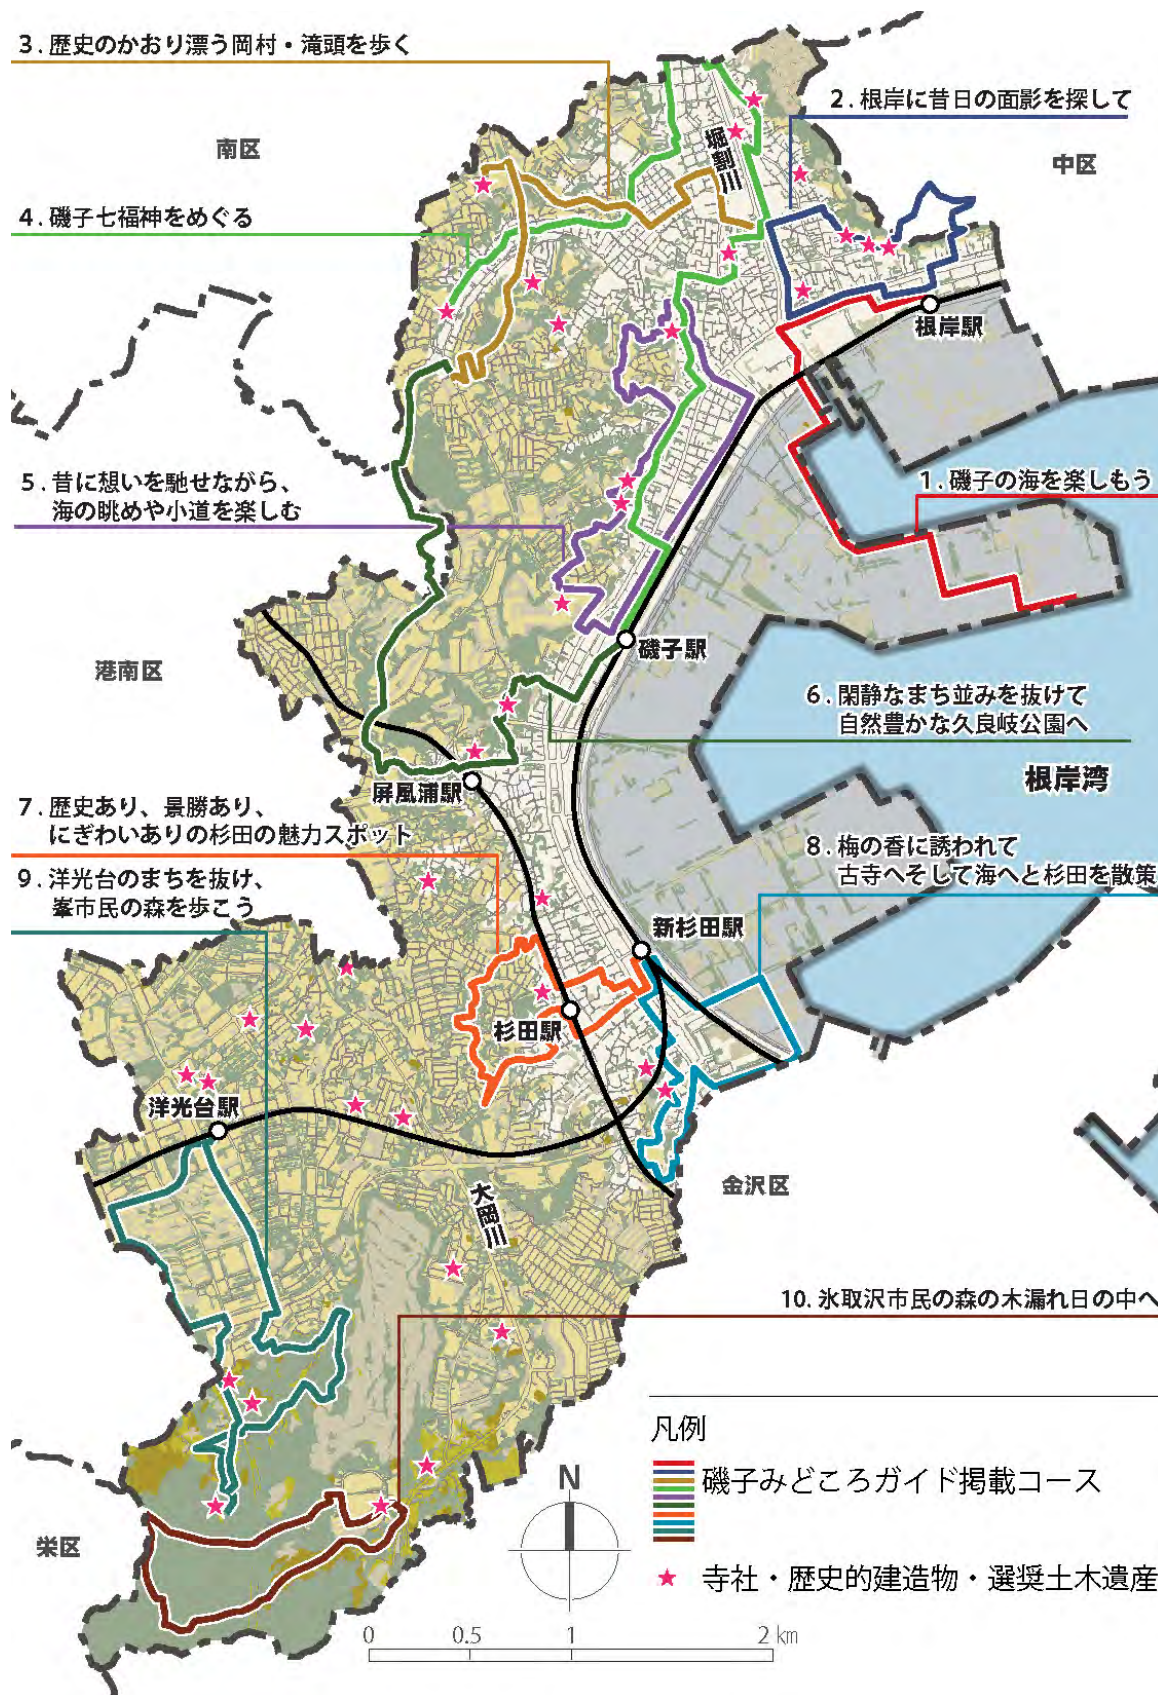 3. 歴史のかおり漂う岡村・滝頭を歩く
2. 根岸に昔日の面影を探して
堀割川
南区
中区
4. 磯子七福神をめぐる
根岸駅
5. 昔に想いを馳せながら、
海の眺めや小道を楽しむ
1. 磯子の海を楽しもう
磯子駅
港南区
6. 閑静なまち並みを抜けて
自然豊かな久良岐公園へ
根岸湾
屏風浦駅
7. 歴史あり、景勝あり、
にぎわいありの杉田の魅力スポット
8. 梅の香に誘われて
古寺へそして海へと杉田を散策
9. 洋光台のまちを抜け、
峯市民の森を歩こう
新杉田駅
杉田駅
洋光台駅
金沢区
大岡川
10. 氷取沢市民の森の木漏れ日の中へ
凡例
磯子みどころガイド掲載コース
N
栄区
寺社・歴史的建造物・選奨土木遺産
0 0.5 1 2 km